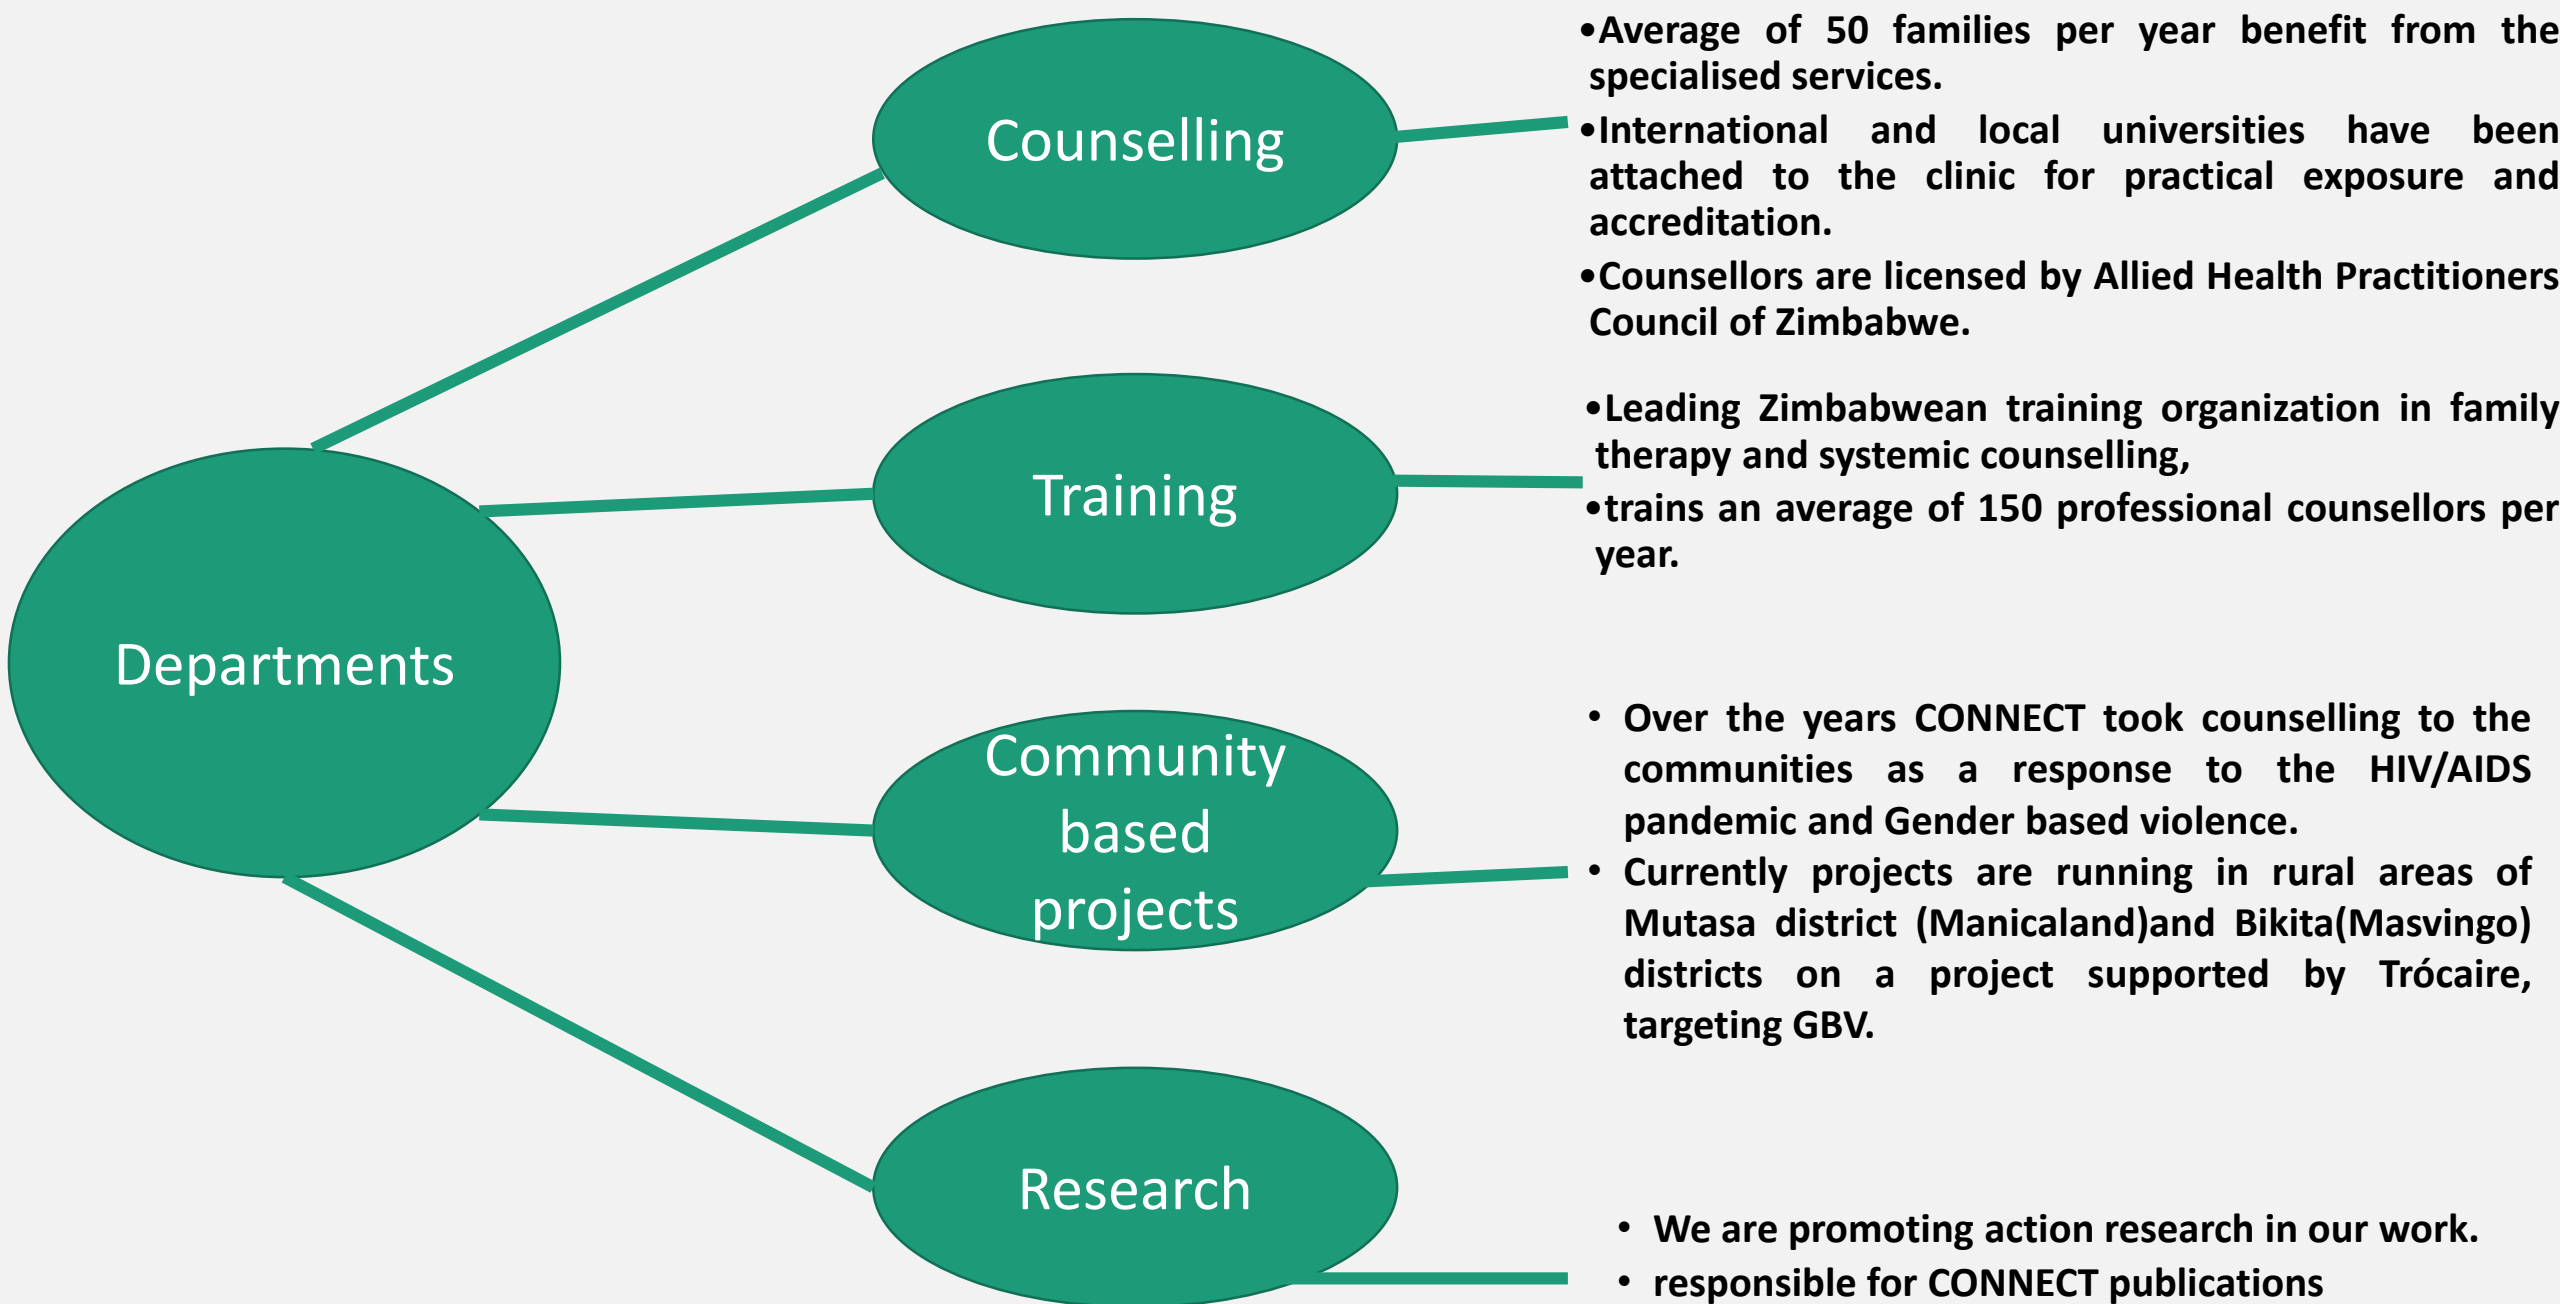 Departments
Counselling
•Average of 50 families per year benefit from the
specialised services.
•International and local universities have been
attached to the clinic for practical exposure and
accreditation.
•Counsellors are licensed by Allied Health Practitioners
Council of Zimbabwe.
Training
•Leading Zimbabwean training organization in family
therapy and systemic counselling,
•trains an average of 150 professional counsellors per
year.
Community
based
projects
• Over the years CONNECT took counselling to the
communities as a response to the HIV/AIDS
pandemic and Gender based violence.
• Currently projects are running in rural areas of
Mutasa district (Manicaland)and Bikita(Masvingo)
districts on a project supported by Trócaire,
targeting GBV.
Research
• We are promoting action research in our work.
• responsible for CONNECT publications